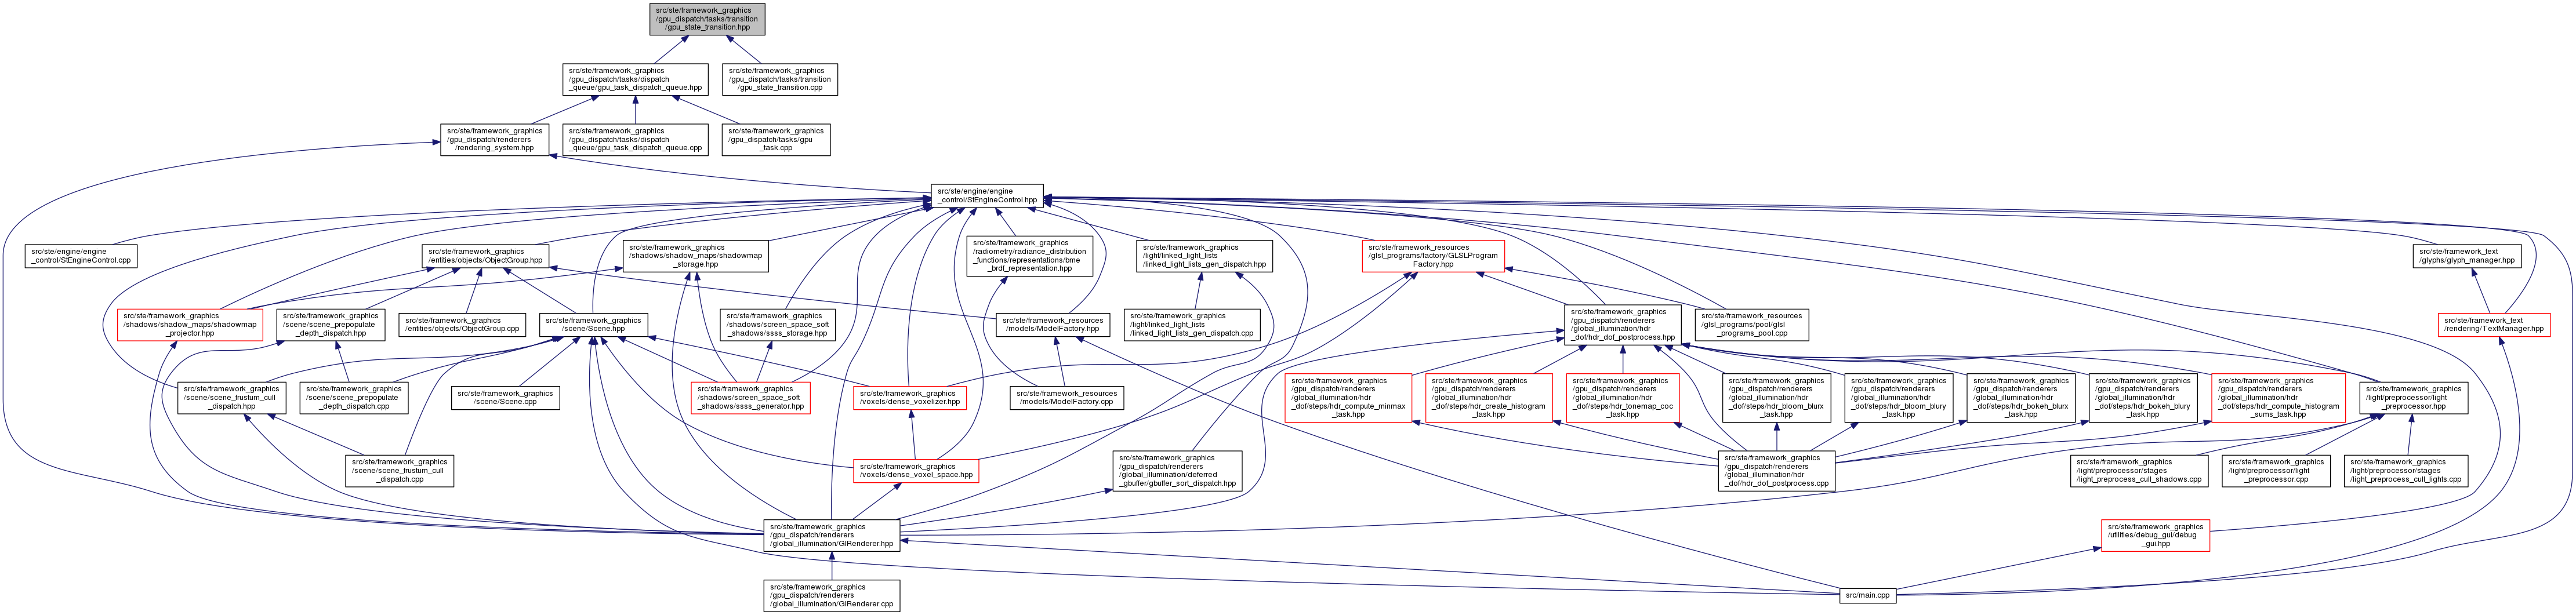 src/ste/framework_graphics
/gpu_dispatch/tasks/transition
/gpu_state_transition.hpp
src/ste/framework_graphics
/gpu_dispatch/tasks/dispatch
_queue/gpu_task_dispatch_queue.hpp
src/ste/framework_graphics
/gpu_dispatch/tasks/transition
/gpu_state_transition.cpp
src/ste/framework_graphics
/gpu_dispatch/renderers
/rendering_system.hpp
src/ste/framework_graphics
/gpu_dispatch/tasks/dispatch
_queue/gpu_task_dispatch_queue.cpp
src/ste/framework_graphics
/gpu_dispatch/tasks/gpu
_task.cpp
src/ste/engine/engine
_control/StEngineControl.hpp
src/ste/engine/engine
_control/StEngineControl.cpp
src/ste/framework_graphics
/entities/objects/ObjectGroup.hpp
src/ste/framework_graphics
/shadows/shadow_maps/shadowmap
_storage.hpp
src/ste/framework_graphics
/radiometry/radiance_distribution
_functions/representations/bme
_brdf_representation.hpp
src/ste/framework_graphics
/light/linked_light_lists
/linked_light_lists_gen_dispatch.hpp
src/ste/framework_resources
/glsl_programs/factory/GLSLProgram
Factory.hpp
src/ste/framework_text
/glyphs/glyph_manager.hpp
src/ste/framework_graphics
/shadows/shadow_maps/shadowmap
_projector.hpp
src/ste/framework_graphics
/scene/scene_prepopulate
_depth_dispatch.hpp
src/ste/framework_graphics
/entities/objects/ObjectGroup.cpp
src/ste/framework_graphics
/scene/Scene.hpp
src/ste/framework_graphics
/shadows/screen_space_soft
_shadows/ssss_storage.hpp
src/ste/framework_resources
/models/ModelFactory.hpp
src/ste/framework_graphics
/light/linked_light_lists
/linked_light_lists_gen_dispatch.cpp
src/ste/framework_graphics
/gpu_dispatch/renderers
/global_illumination/hdr
_dof/hdr_dof_postprocess.hpp
src/ste/framework_resources
/glsl_programs/pool/glsl
_programs_pool.cpp
src/ste/framework_text
/rendering/TextManager.hpp
src/ste/framework_graphics
/scene/scene_frustum_cull
_dispatch.hpp
src/ste/framework_graphics
/scene/scene_prepopulate
_depth_dispatch.cpp
src/ste/framework_graphics
/scene/Scene.cpp
src/ste/framework_graphics
/shadows/screen_space_soft
_shadows/ssss_generator.hpp
src/ste/framework_graphics
/voxels/dense_voxelizer.hpp
src/ste/framework_resources
/models/ModelFactory.cpp
src/ste/framework_graphics
/gpu_dispatch/renderers
/global_illumination/hdr
_dof/steps/hdr_compute_minmax
_task.hpp
src/ste/framework_graphics
/gpu_dispatch/renderers
/global_illumination/hdr
_dof/steps/hdr_create_histogram
_task.hpp
src/ste/framework_graphics
/gpu_dispatch/renderers
/global_illumination/hdr
_dof/steps/hdr_tonemap_coc
_task.hpp
src/ste/framework_graphics
/gpu_dispatch/renderers
/global_illumination/hdr
_dof/steps/hdr_bloom_blurx
_task.hpp
src/ste/framework_graphics
/gpu_dispatch/renderers
/global_illumination/hdr
_dof/steps/hdr_bloom_blury
_task.hpp
src/ste/framework_graphics
/gpu_dispatch/renderers
/global_illumination/hdr
_dof/steps/hdr_bokeh_blurx
_task.hpp
src/ste/framework_graphics
/gpu_dispatch/renderers
/global_illumination/hdr
_dof/steps/hdr_bokeh_blury
_task.hpp
src/ste/framework_graphics
/gpu_dispatch/renderers
/global_illumination/hdr
_dof/steps/hdr_compute_histogram
_sums_task.hpp
src/ste/framework_graphics
/light/preprocessor/light
_preprocessor.hpp
src/ste/framework_graphics
/scene/scene_frustum_cull
_dispatch.cpp
src/ste/framework_graphics
/voxels/dense_voxel_space.hpp
src/ste/framework_graphics
/gpu_dispatch/renderers
/global_illumination/deferred
_gbuffer/gbuffer_sort_dispatch.hpp
src/ste/framework_graphics
/gpu_dispatch/renderers
/global_illumination/hdr
_dof/hdr_dof_postprocess.cpp
src/ste/framework_graphics
/light/preprocessor/stages
/light_preprocess_cull_shadows.cpp
src/ste/framework_graphics
/light/preprocessor/light
_preprocessor.cpp
src/ste/framework_graphics
/light/preprocessor/stages
/light_preprocess_cull_lights.cpp
src/ste/framework_graphics
/gpu_dispatch/renderers
/global_illumination/GIRenderer.hpp
src/ste/framework_graphics
/utilities/debug_gui/debug
_gui.hpp
src/ste/framework_graphics
/gpu_dispatch/renderers
/global_illumination/GIRenderer.cpp
src/main.cpp